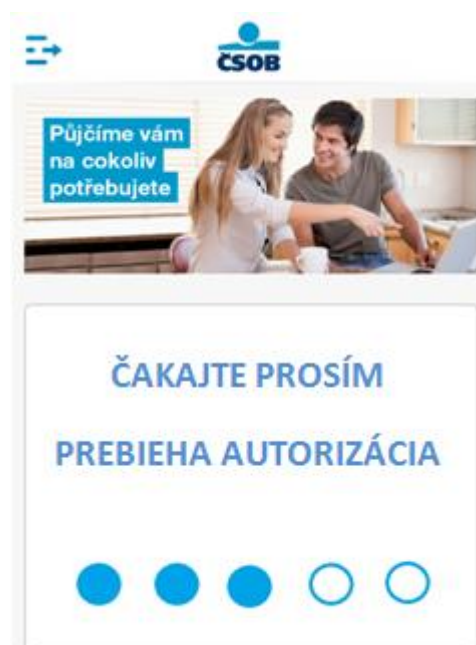 ČSOB
Půjčíme vám
na cokoliv
potřebujete
ČAKAJTE PROSÍM
PREBIEHA AUTORIZÁCIA